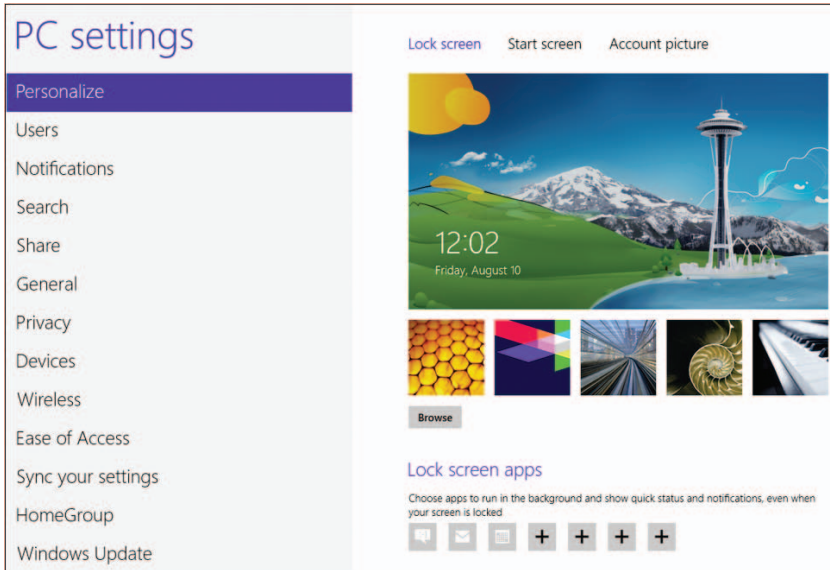 PC settings
Personalize
Users
Notifications
Search
Share
General
Privacy
Devices
Wireless
Ease of Access
Sync your settings
HomeGroup
Windows Update
Lock screen
Start screen
Account picture
12:02
Friday, August 10
Browse
Lock screen apps
Choose apps to run in the background and show quick status and notifications, even when
your screen is locked